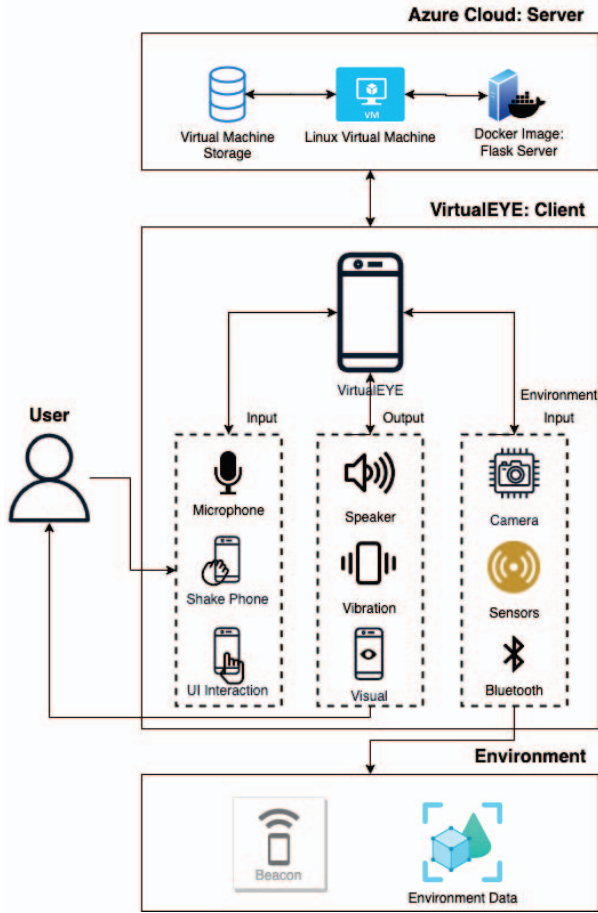 Azure Cloud: Server
VM
Virtual Machine
Storage
Linux Virtual Machine
Docker Image:
Flask Server
VirtualEYE: Client
VirtualEYE
User
Input
Output
Environment
Input
Microphone
Speaker
Camera
Shake Phone
Vibration
Sensors
UI Interaction
Visual
Bluetooth
Environment
Beacon
Environment Data